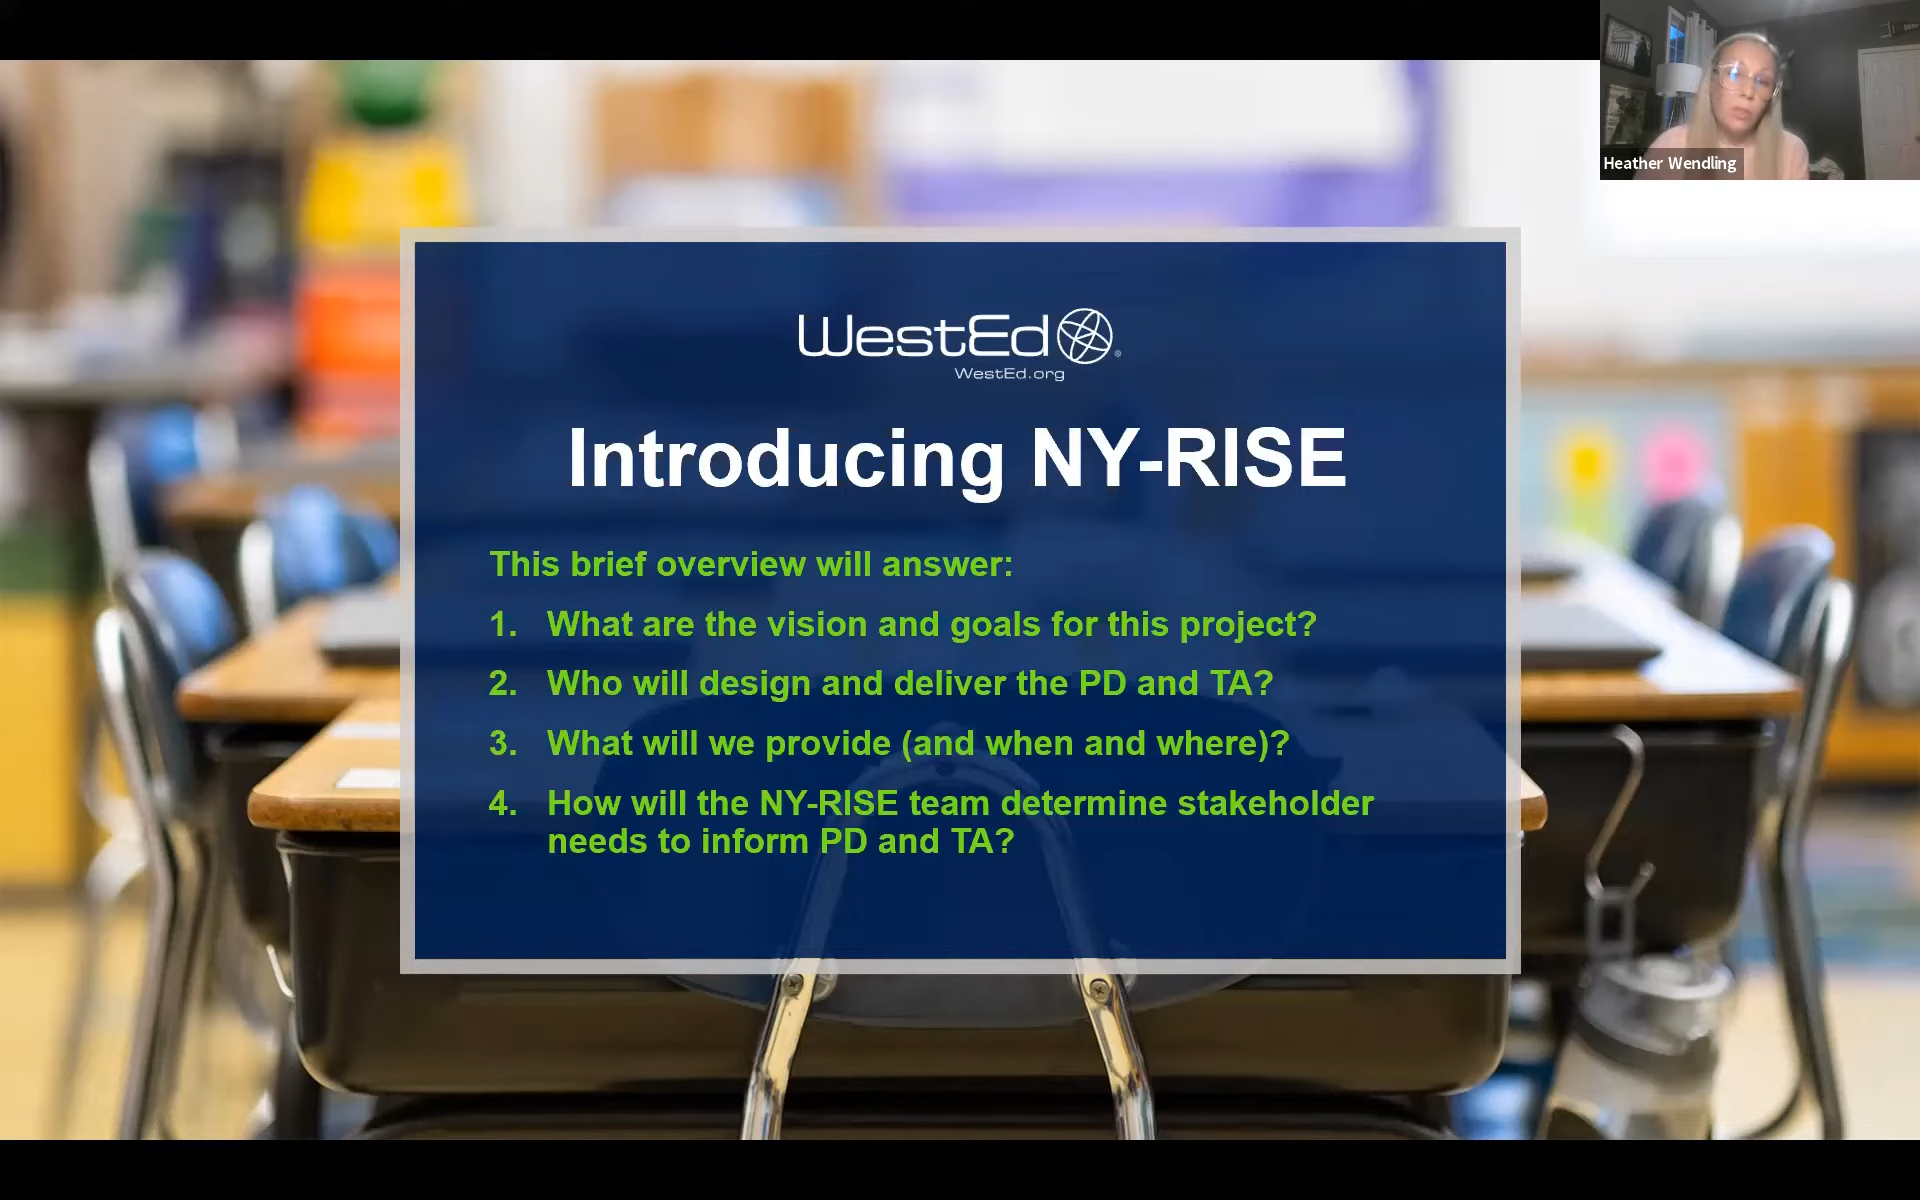 Heather Wendling
WestEd®
WestEd.org
Introducing NY-RISE
This brief overview will answer:
1. What are the vision and goals for this project?
2. Who will design and deliver the PD and TA?
3. What will we provide (and when and where)?
4. How will the NY-RISE team determine stakeholder
needs to inform PD and TA?